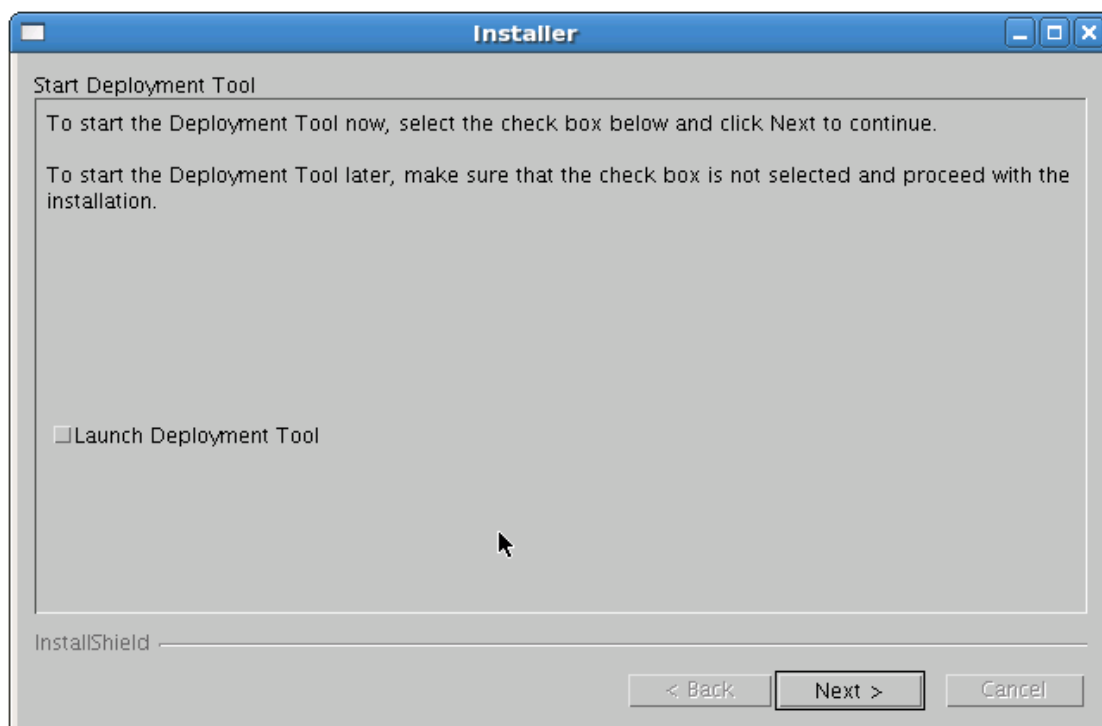 Installer
Start Deployment Tool
To start the Deployment Tool now, select the check box below and click Next to continue.
To start the Deployment Tool later, make sure that the check box is not selected and proceed with the
installation.
Launch Deployment Tool
InstallShield
< Back
Next >
Cancel